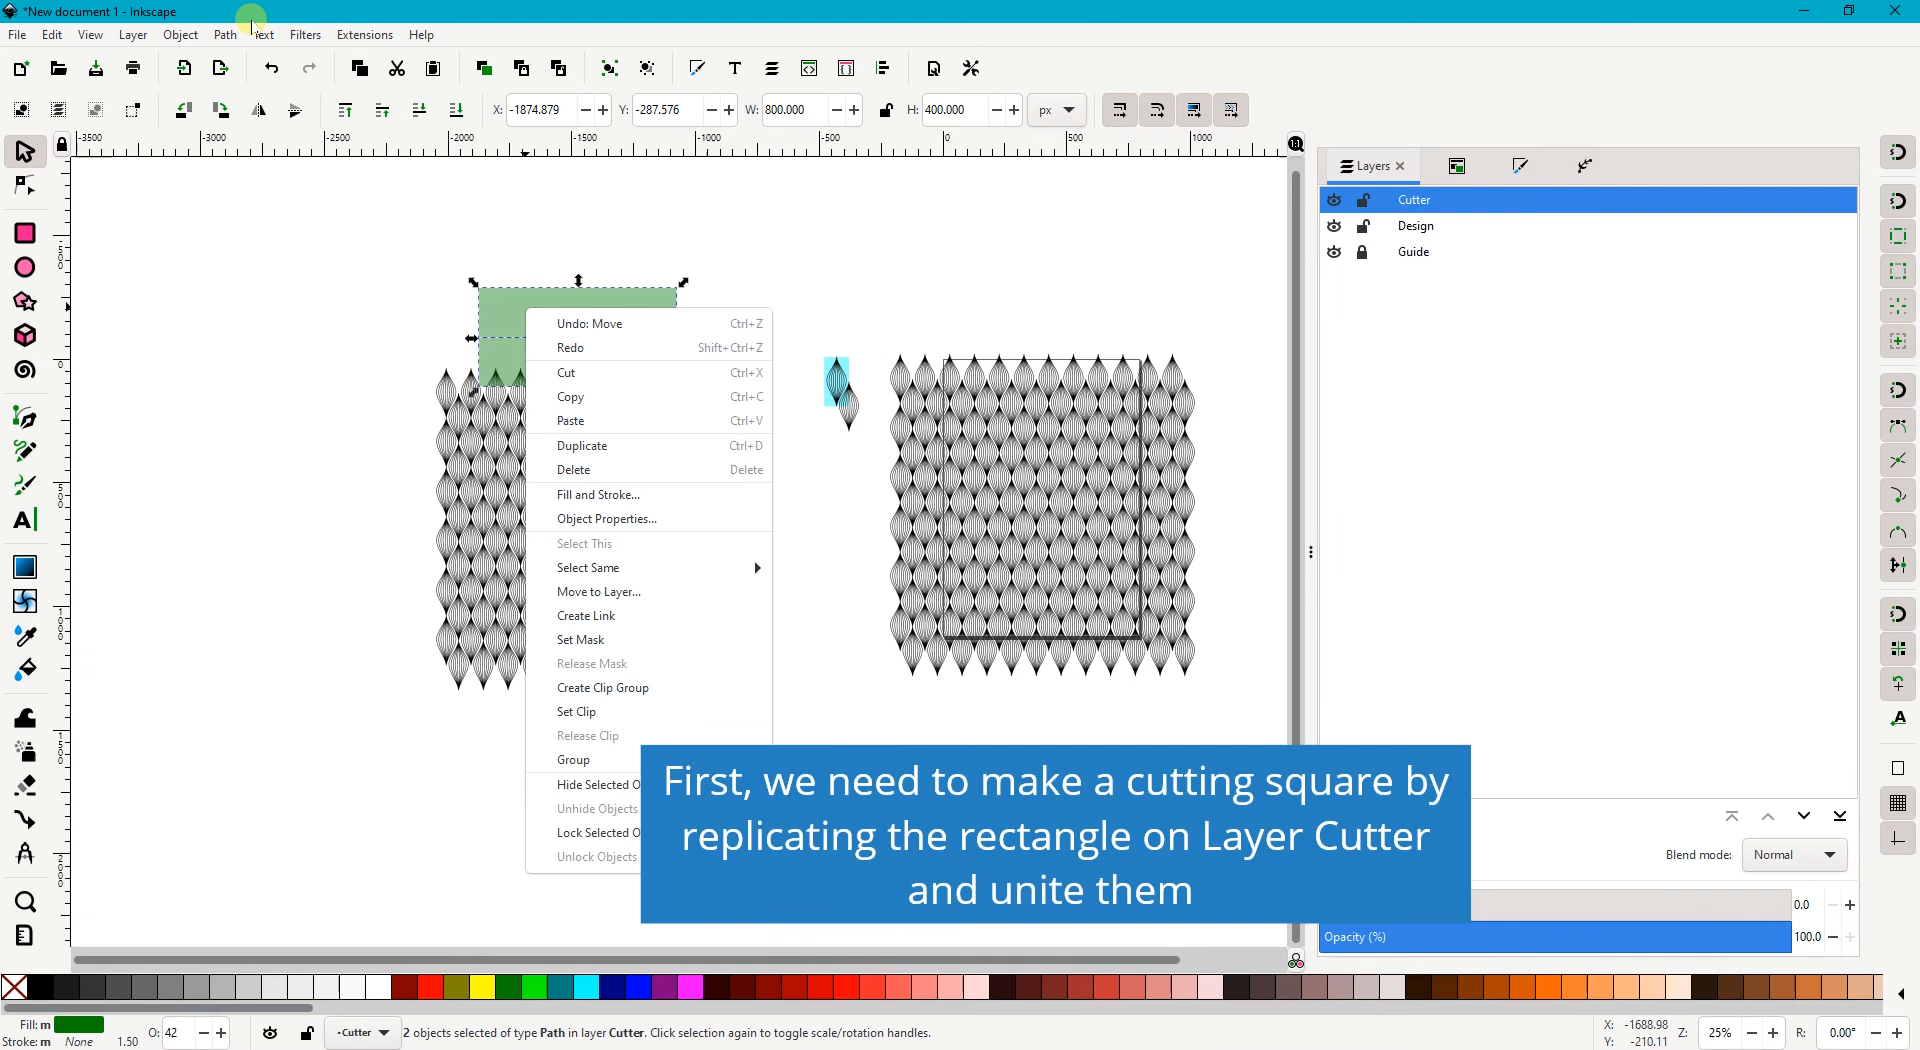 *New document 1 - Inkscape
File Edit View Layer Object Path Text Filters Extensions Help
X: -1874.879 Y: -287.576 W: 800.000 H: 400.000 px
-3500 -3000 -2500 -2000 -1500 -1000 -500 0 500 1000
Layers
Cutter
Design
Guide
Undo: Move Ctrl+Z
Redo Shift+Ctrl+Z
Cut Ctrl+X
Copy Ctrl+C
Paste Ctrl+V
Duplicate Ctrl+D
Delete Delete
Fill and Stroke...
Object Properties...
Select This
Select Same
Move to Layer...
Create Link
Set Mask
Release Mask
Create Clip Group
Set Clip
Release Clip
Group
Hide Selected O
Unhide Objects
Lock Selected O
Unlock Objects
First, we need to make a cutting square by
replicating the rectangle on Layer Cutter
and unite them
Blend mode: Normal
0.0
Opacity (%) 100.0
Fill: m
Stroke: m None 1.50
O: 42
Cutter
2 objects selected of type Path in layer Cutter. Click selection again to toggle scale/rotation handles.
X: -1688.98
Y: -210.11
Z: 25%
R: 0.00°